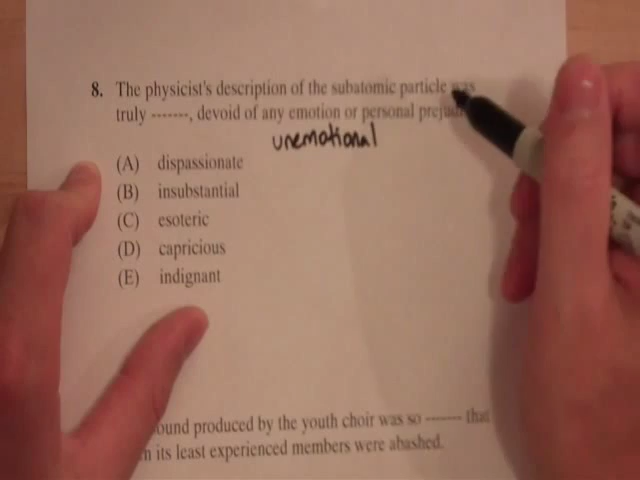 8. The physicist's description of the subatomic particle was
truly -------, devoid of any emotion or personal
unemotional
(A) dispassionate
(B) insubstantial
(C) esoteric
(D) capricious
(E) indignant
produced by the youth choir was so ------- that
its least experienced members were abashed.